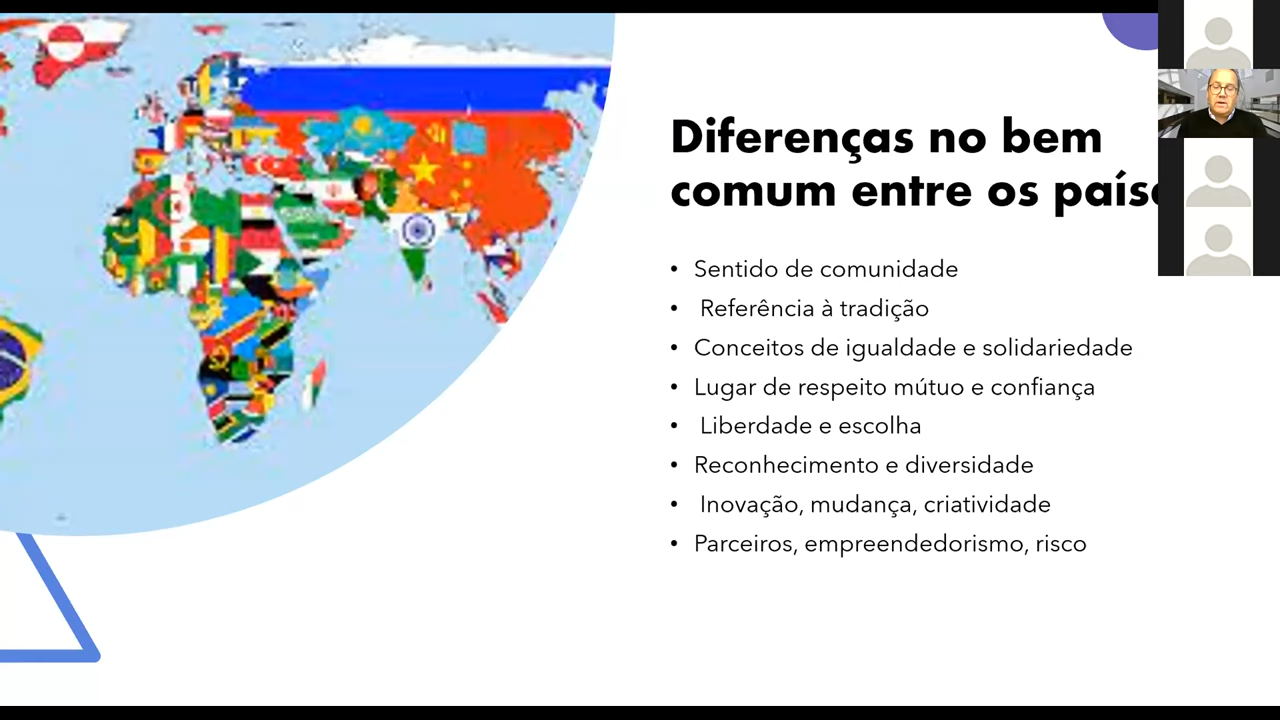 Diferenças no bem
comum entre os
• Sentido de comunidade
• Referência à tradição
• Conceitos de igualdade e solidariedade
• Lugar de respeito mútuo e confiança
• Liberdade e escolha
• Reconhecimento e diversidade
• Inovação, mudança, criatividade
• Parceiros, empreendedorismo, risco